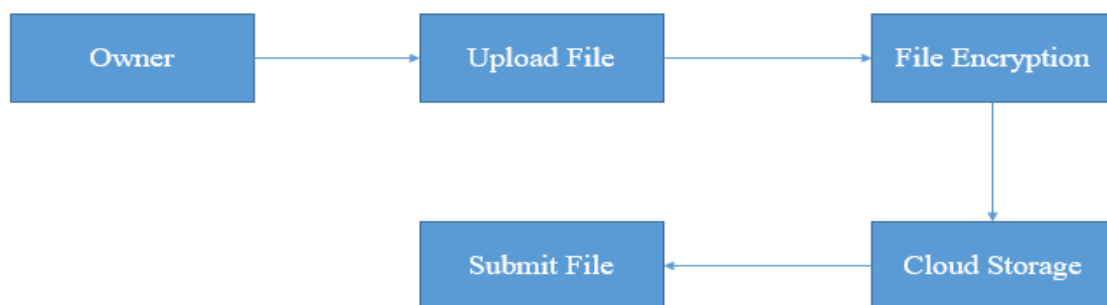 Owner
Upload File
File Encryption
Submit File
Cloud Storage